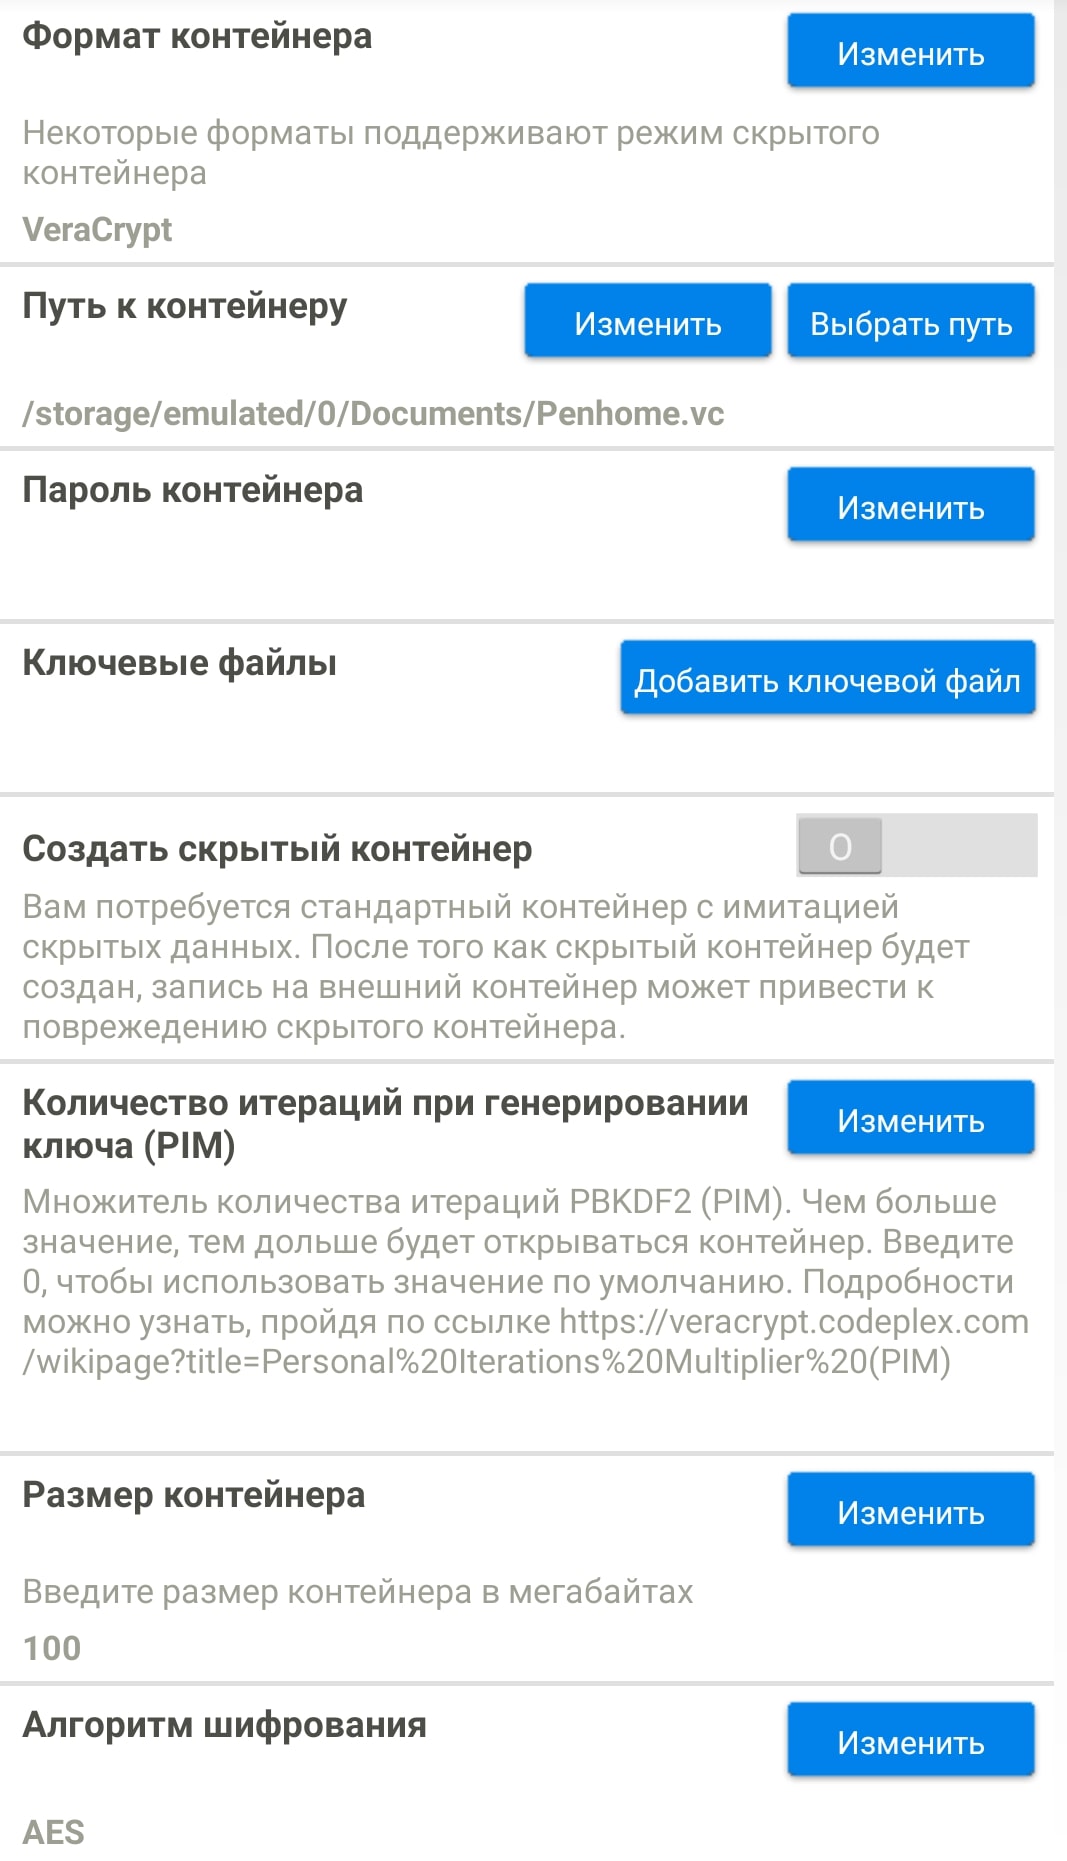 Формат контейнера
Изменить
Некоторые форматы поддерживают режим скрытого
контейнера
VeraCrypt
Путь к контейнеру
Изменить
Выбрать путь
/storage/emulated/0/Documents/Penhome.vc
Пароль контейнера
Изменить
Ключевые файлы
Добавить ключевой файл
Создать скрытый контейнер
O
Вам потребуется стандартный контейнер с имитацией
скрытых данных. После того как скрытый контейнер будет
создан, запись на внешний контейнер может привести к
повреждедению скрытого контейнера.
Количество итераций при генерировании
ключа (PIM)
Изменить
Множитель количества итераций PBKDF2 (PIM). Чем больше
значение, тем дольше будет открываться контейнер. Введите
0, чтобы использовать значение по умолчанию. Подробности
можно узнать, пройдя по ссылке https://veracrypt.codeplex.com
/wikipage?title=Personal%20Iterations%20Multiplier%20(PIM)
Размер контейнера
Изменить
Введите размер контейнера в мегабайтах
100
Алгоритм шифрования
Изменить
AES